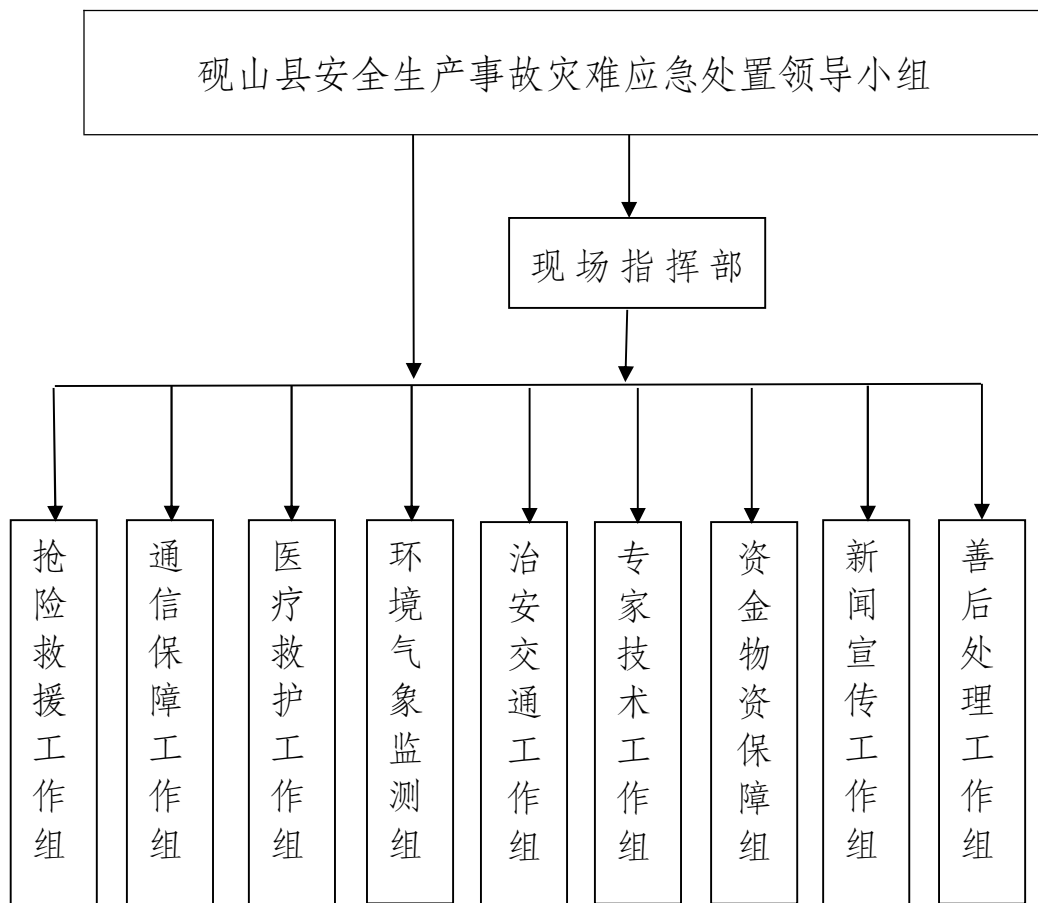 砚山县安全生产事故灾难应急处置领导小组
现场指挥部
抢险救援工作组
通信保障工作组
医疗救护工作组
环境气象监测组
治安交通工作组
专家技术工作组
资金物资保障组
新闻宣传工作组
善后处理工作组